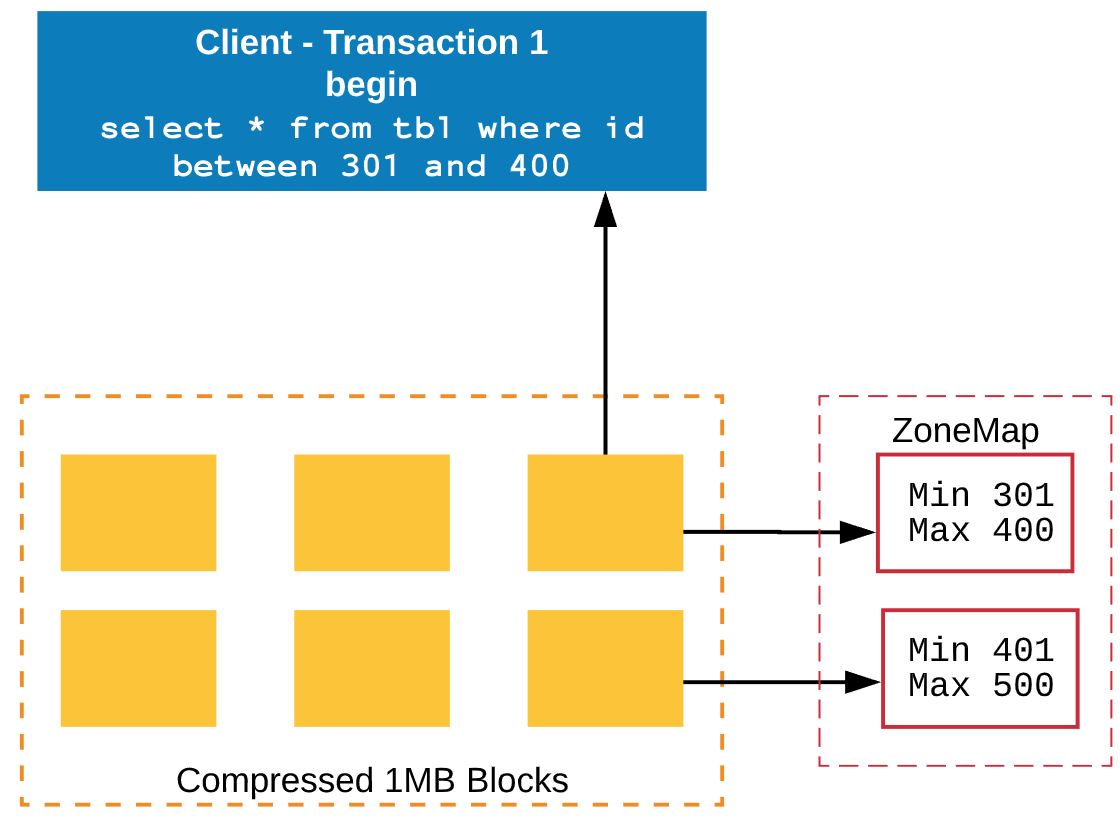 Client - Transaction 1
begin
select * from tbl where id
between 301 and 400
ZoneMap
Min 301
Max 400
Min 401
Max 500
Compressed 1MB Blocks